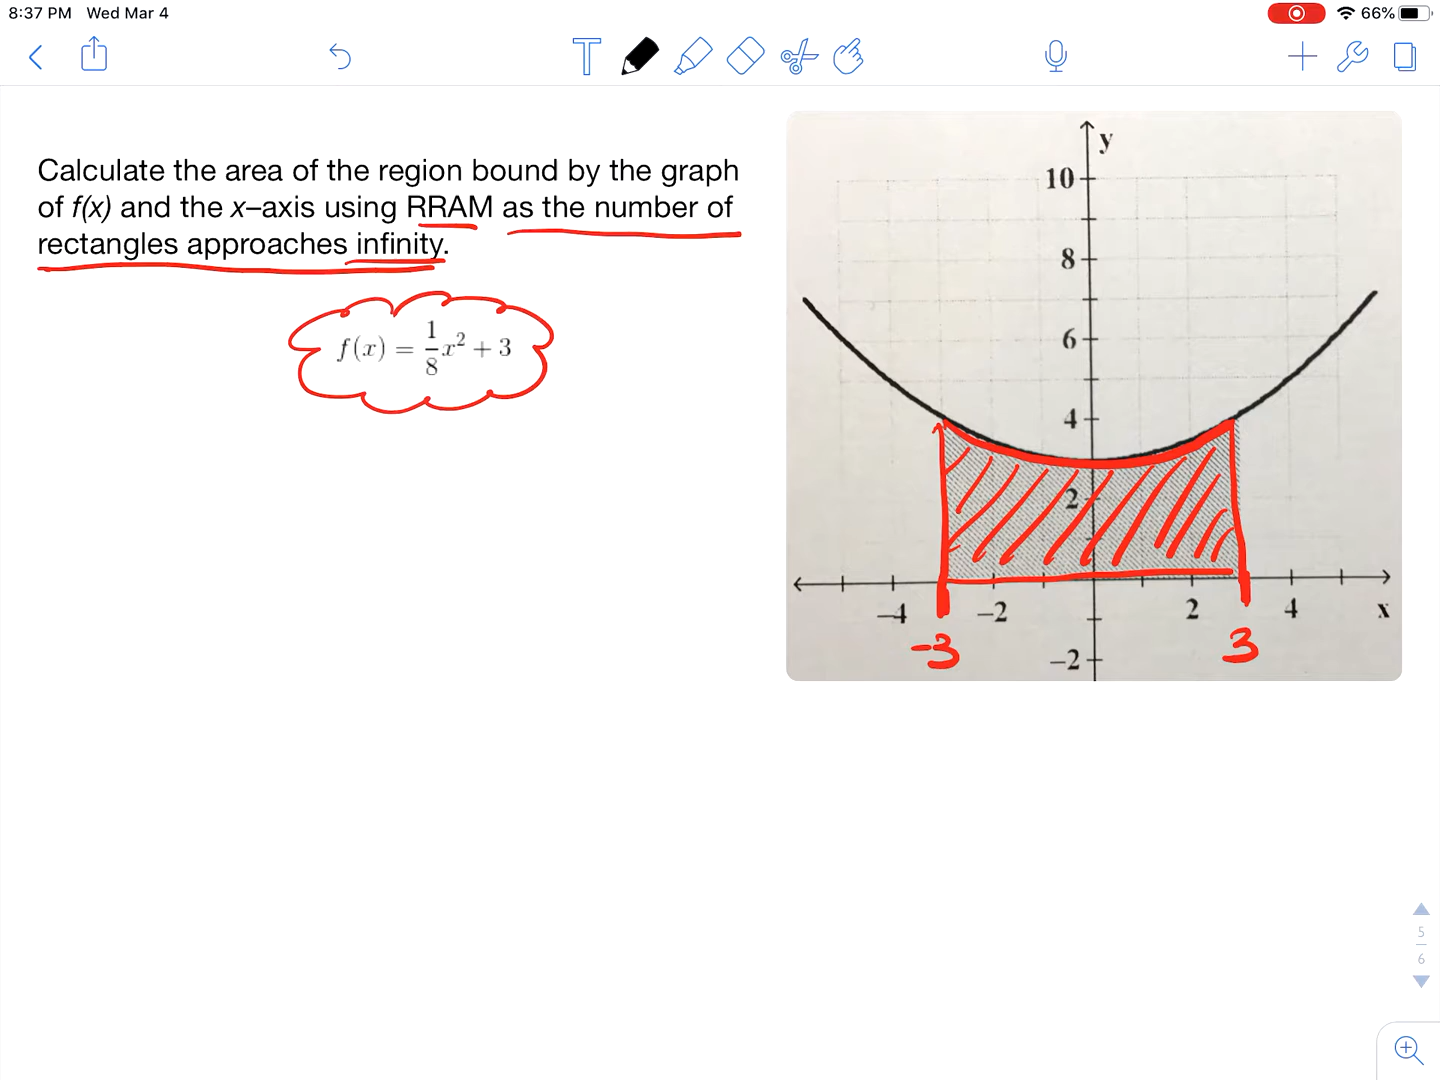 8:37 PM Wed Mar 4
66%
T
Calculate the area of the region bound by the graph
of f(x) and the x–axis using RRAM as the number of
rectangles approaches infinity.
f(x) = 1/8 x² + 3
y
10
8
6
4
2
–4 –2 2 4 x
-3 3
–2
5
6